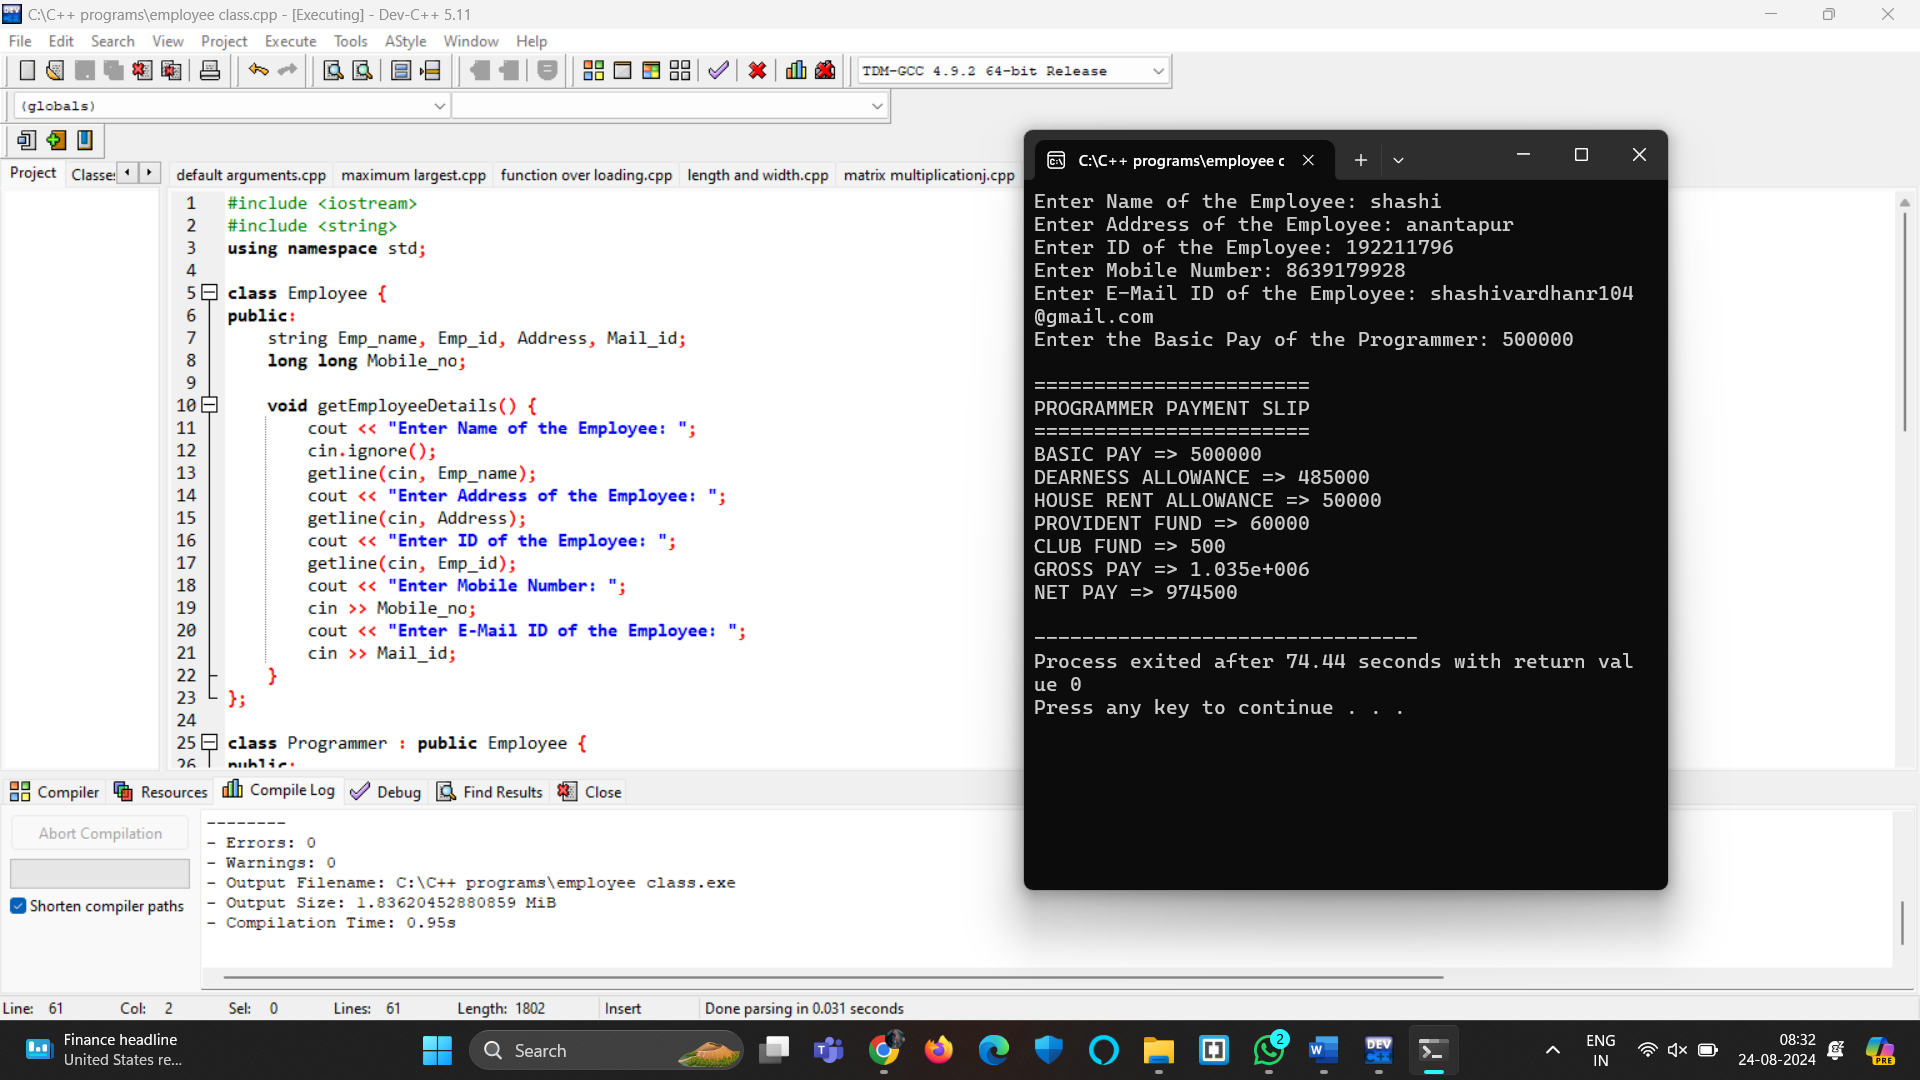 C:\C++ programs\employee class.cpp - [Executing] - Dev-C++ 5.11
File Edit Search View Project Execute Tools AStyle Window Help
TDM-GCC 4.9.2 64-bit Release
(globals)
Project Classes
default arguments.cpp maximum largest.cpp function over loading.cpp length and width.cpp matrix multiplicationj.cpp
1 #include <iostream>
2 #include <string>
3 using namespace std;
4
5 class Employee {
6 public:
7 string Emp_name, Emp_id, Address, Mail_id;
8 long long Mobile_no;
9
10 void getEmployeeDetails() {
11 cout << "Enter Name of the Employee: ";
12 cin.ignore();
13 getline(cin, Emp_name);
14 cout << "Enter Address of the Employee: ";
15 getline(cin, Address);
16 cout << "Enter ID of the Employee: ";
17 getline(cin, Emp_id);
18 cout << "Enter Mobile Number: ";
19 cin >> Mobile_no;
20 cout << "Enter E-Mail ID of the Employee: ";
21 cin >> Mail_id;
22 }
23 };
24
25 class Programmer : public Employee {
26 public:
C:\C++ programs\employee c
Enter Name of the Employee: shashi
Enter Address of the Employee: anantapur
Enter ID of the Employee: 192211796
Enter Mobile Number: 8639179928
Enter E-Mail ID of the Employee: shashivardhanr104
@gmail.com
Enter the Basic Pay of the Programmer: 500000
=======================
PROGRAMMER PAYMENT SLIP
=======================
BASIC PAY => 500000
DEARNESS ALLOWANCE => 485000
HOUSE RENT ALLOWANCE => 50000
PROVIDENT FUND => 60000
CLUB FUND => 500
GROSS PAY => 1.035e+006
NET PAY => 974500
--------------------------------
Process exited after 74.44 seconds with return val
ue 0
Press any key to continue . . .
Compiler Resources Compile Log Debug Find Results Close
Abort Compilation
Shorten compiler paths
--------
- Errors: 0
- Warnings: 0
- Output Filename: C:\C++ programs\employee class.exe
- Output Size: 1.83620452880859 MiB
- Compilation Time: 0.95s
Line: 61 Col: 2 Sel: 0 Lines: 61 Length: 1802 Insert Done parsing in 0.031 seconds
Finance headline
United States re...
Search
2
DEV
ENG
IN
08:32
24-08-2024
PRE